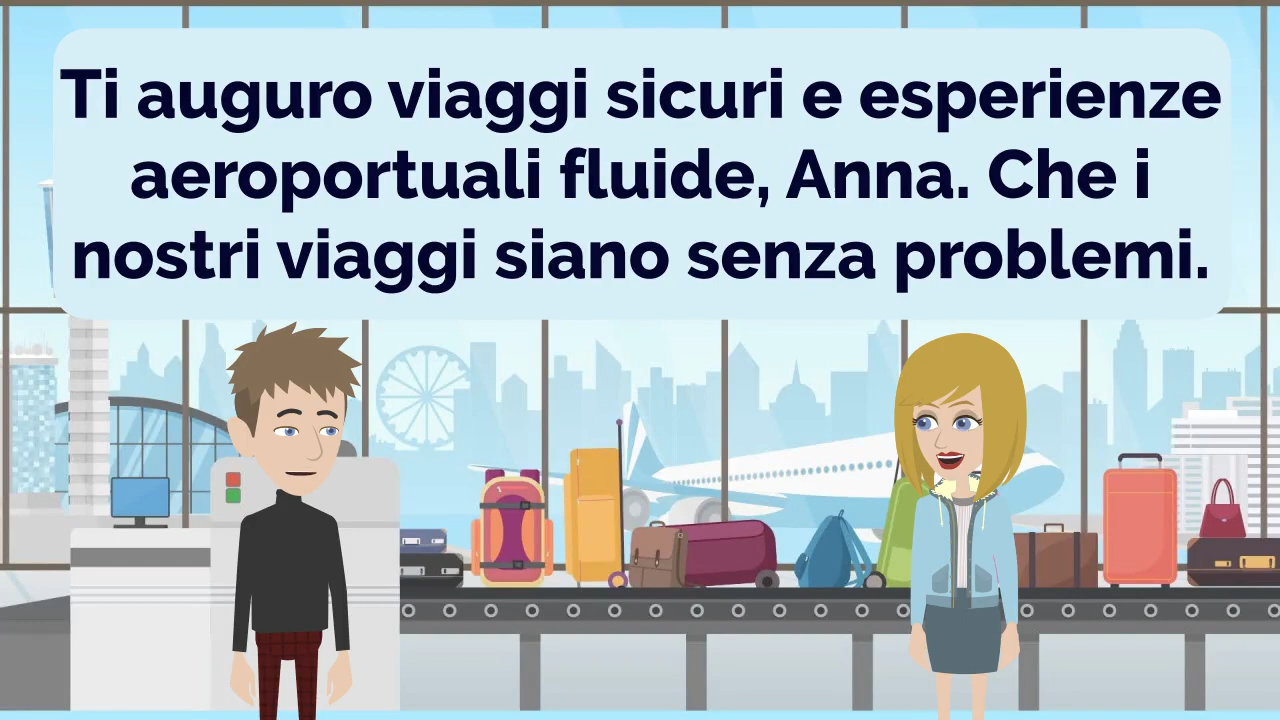 Ti auguro viaggi sicuri e esperienze
aeroportuali fluide, Anna. Che i
nostri viaggi siano senza problemi.